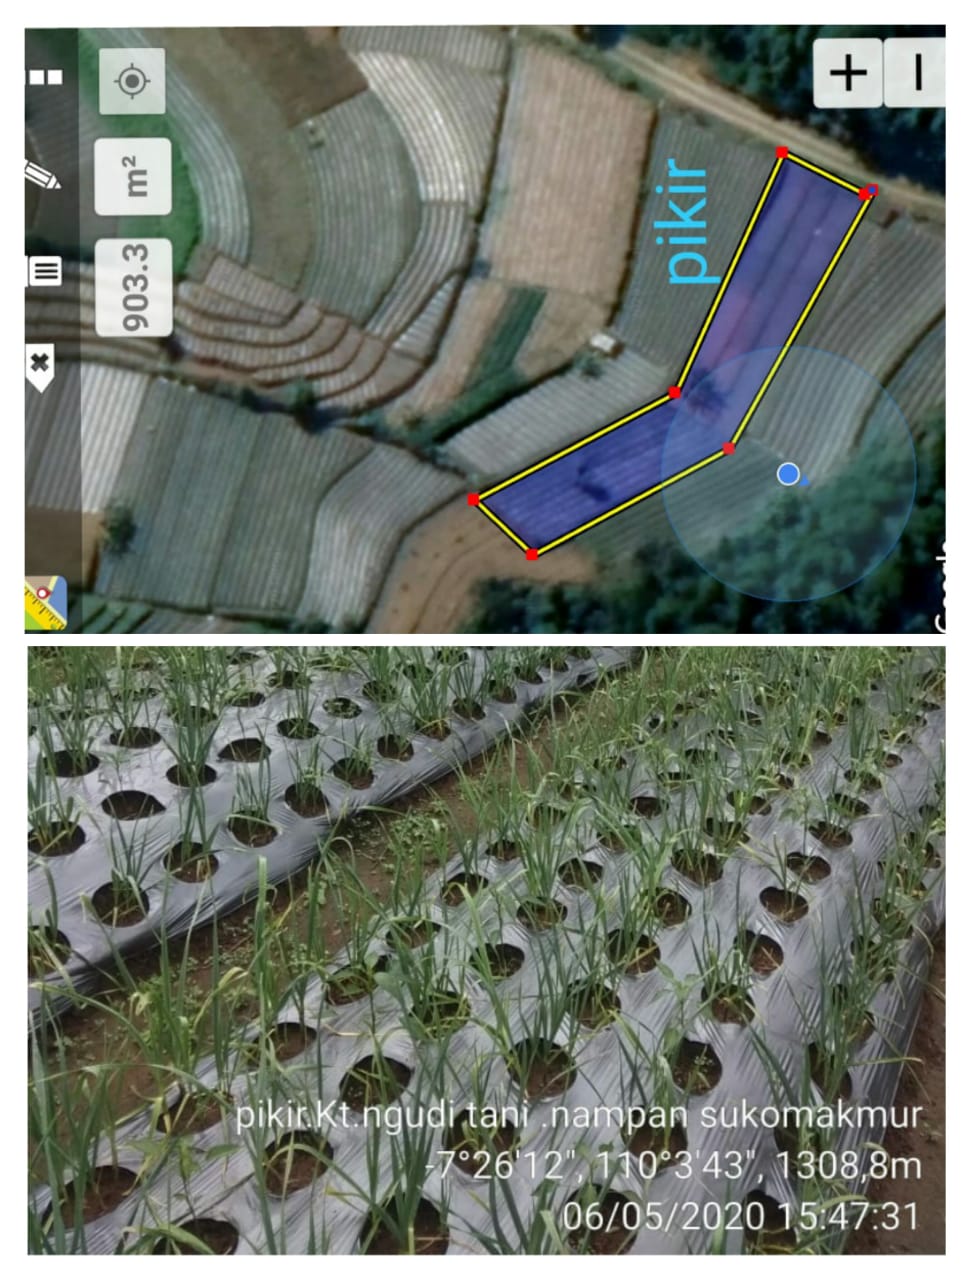 + -
m²
903.3
pikir
Google
pikir.Kt.ngudi tani .nampan sukomakmur
-7°26'12", 110°3'43", 1308,8m
06/05/2020 15:47:31